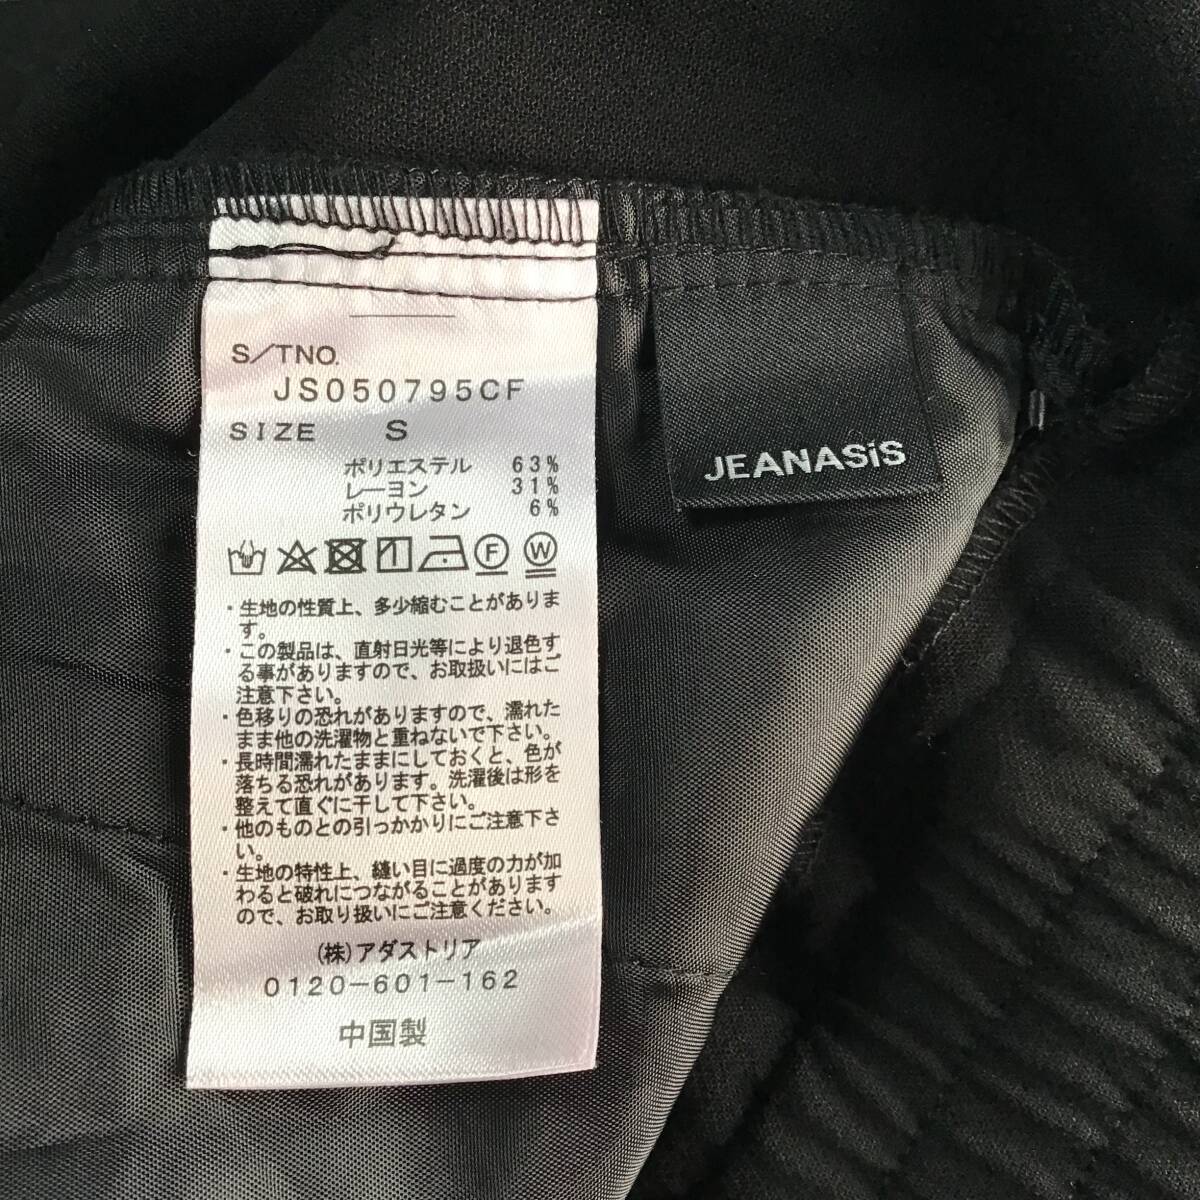 S/TNO.
JS050795CF
SIZE S
ポリエステル 63%
レーヨン 31%
ポリウレタン 6%
F W
・生地の性質上、多少縮むことがありま
す。
・この製品は、直射日光等により退色す
る事がありますので、お取扱いにはご
注意下さい。
・色移りの恐れがありますので、濡れた
まま他の洗濯物と重ねないで下さい。
・長時間濡れたままにしておくと、色が
落ちる恐れがあります。洗濯後は形を
整えて直ぐに干して下さい。
・他のものとの引っかかりにご注意下さ
い。
・生地の特性上、縫い目に過度の力が加
わると破れにつながることがあります
ので、お取り扱いにご注意ください。
(株)アダストリア
0120-601-162
中国製
JEANASiS